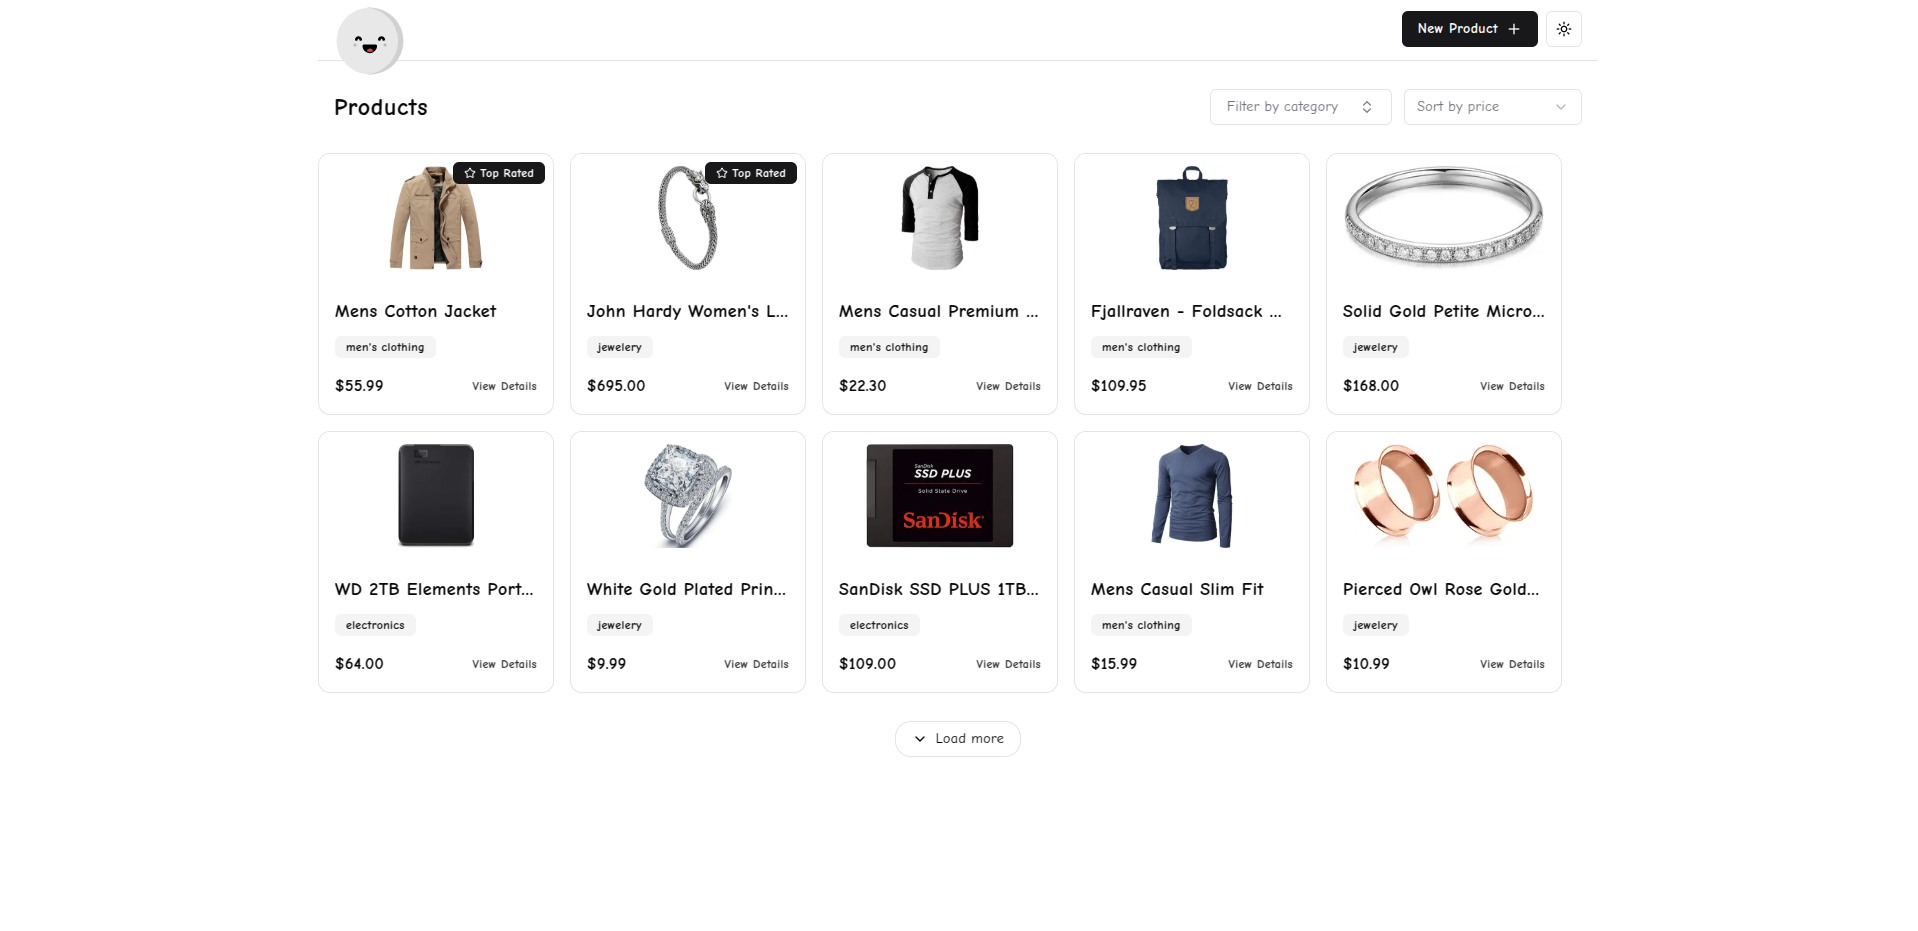 New Product
Products
Filter by category
Sort by price
Top Rated
Top Rated
Mens Cotton Jacket
John Hardy Women's L...
Mens Casual Premium ...
Fjallraven - Foldsack ...
Solid Gold Petite Micro...
men's clothing
jewelery
men's clothing
men's clothing
jewelery
$55.99
View Details
$695.00
View Details
$22.30
View Details
$109.95
View Details
$168.00
View Details
SanDisk
SSD PLUS
Solid State Drive
SanDisk
WD 2TB Elements Port...
White Gold Plated Prin...
SanDisk SSD PLUS 1TB...
Mens Casual Slim Fit
Pierced Owl Rose Gold...
electronics
jewelery
electronics
men's clothing
jewelery
$64.00
View Details
$9.99
View Details
$109.00
View Details
$15.99
View Details
$10.99
View Details
Load more